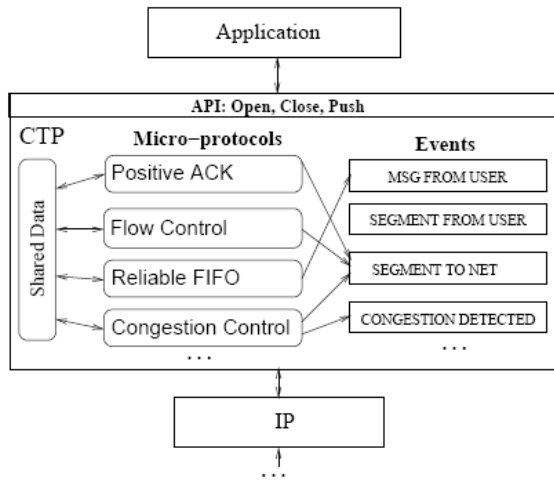 Application
API: Open, Close, Push
CTP
Micro-protocols
Events
Shared Data
Positive ACK
MSG FROM USER
Flow Control
SEGMENT FROM USER
Reliable FIFO
SEGMENT TO NET
Congestion Control
CONGESTION DETECTED
. . .
. . .
IP
. . .